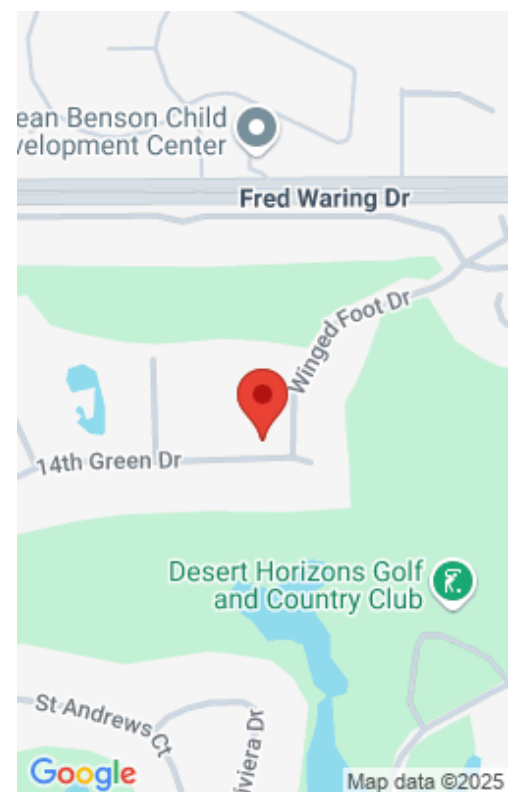 ean Benson Child
velopment Center
Fred Waring Dr
Winged Foot Dr
14th Green Dr
Desert Horizons Golf
and Country Club
St Andrews Ct
iviera Dr
Google
Map data ©2025